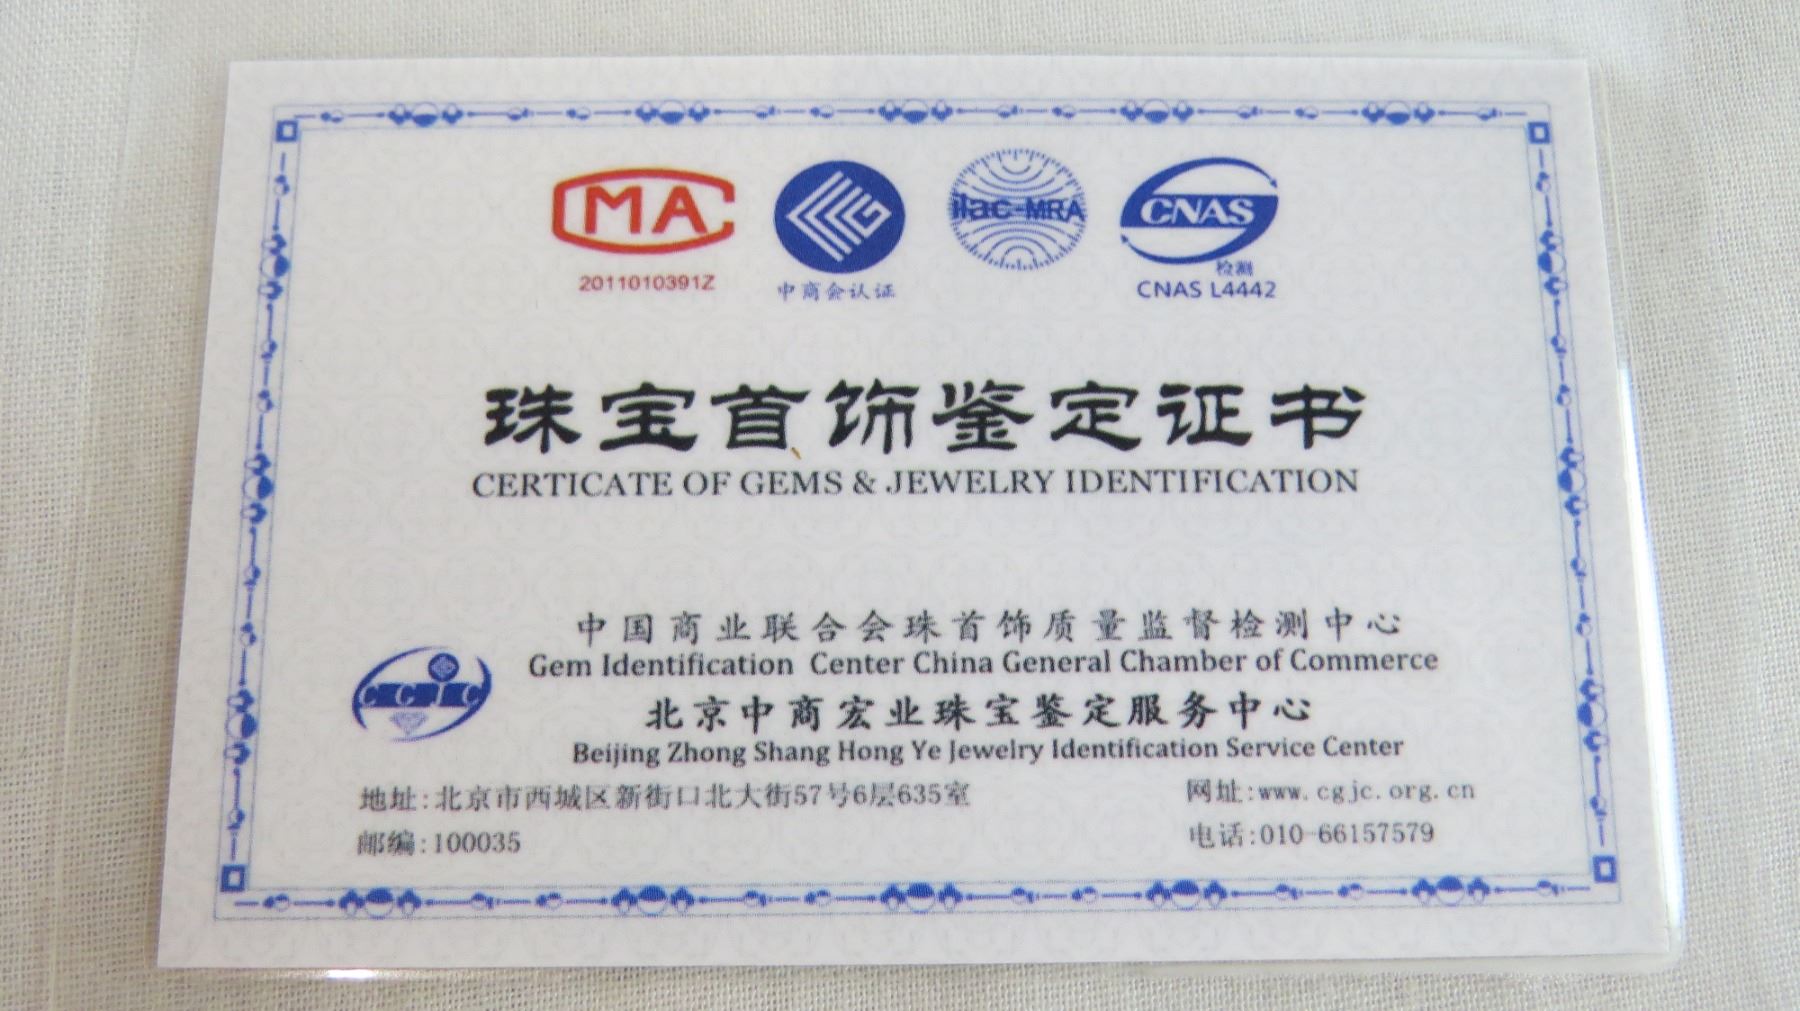 CMA
ilac-MRA
CNAS
检测
20110103912Z
中商会认证
CNAS L4442
珠宝首饰鉴定证书
CERTICATE OF GEMS & JEWELRY IDENTIFICATION
中国商业联合会珠首饰质量监督检测中心
Gem Identification Center China General Chamber of Commerce
CGJC
北京中商宏业珠宝鉴定服务中心
Beijing Zhong Shang Hong Ye Jewelry Identification Service Center
地址:北京市西城区新街口北大街57号6层635室
网址:www.cgjc.org.cn
邮编:100035
电话:010-66157579